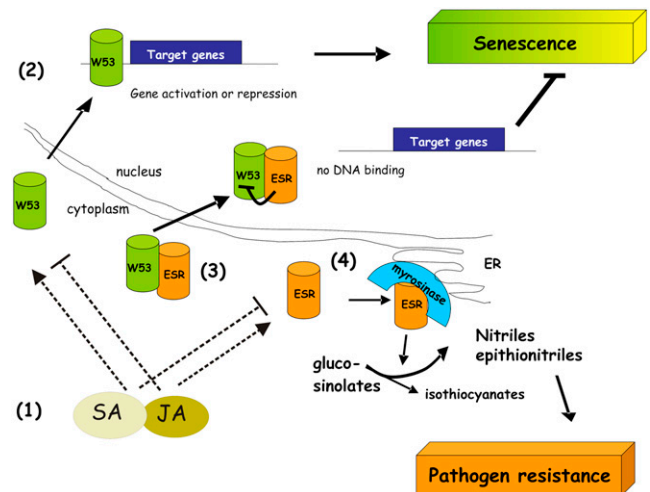 W53
Target genes
Senescence
(2)
Gene activation or repression
Target genes
nucleus
W53
ESR
no DNA binding
W53
cytoplasm
W53
ESR
(3)
(4)
ER
ESR
myrosinase
ESR
Nitriles
epithionitriles
gluco-
sinolates
isothiocyanates
(1)
SA
JA
Pathogen resistance